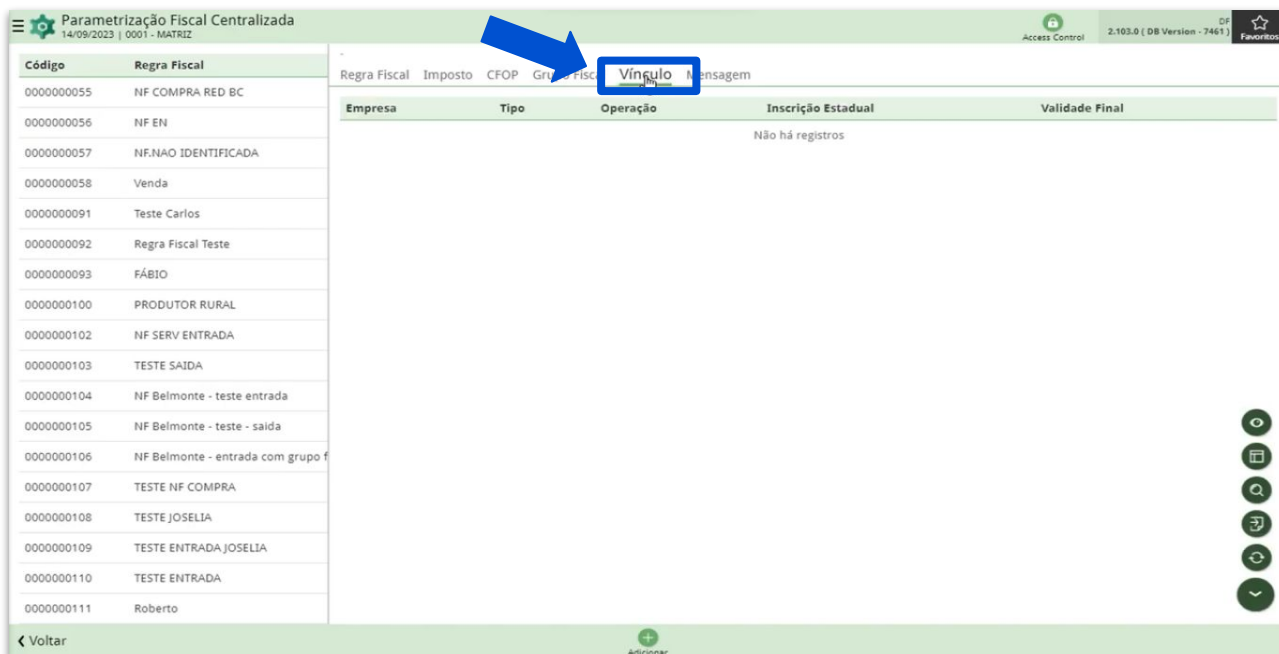 Parametrização Fiscal Centralizada
14/09/2023 | 0001 - MATRIZ
Access Control
DF
2.103.0 ( DB Version - 7461 )
Favoritos
Código Regra Fiscal
0000000055 NF COMPRA RED BC
0000000056 NF EN
0000000057 NF.NAO IDENTIFICADA
0000000058 Venda
0000000091 Teste Carlos
0000000092 Regra Fiscal Teste
0000000093 FÁBIO
0000000100 PRODUTOR RURAL
0000000102 NF SERV ENTRADA
0000000103 TESTE SAIDA
0000000104 NF Belmonte - teste entrada
0000000105 NF Belmonte - teste - saida
0000000106 NF Belmonte - entrada com grupo f
0000000107 TESTE NF COMPRA
0000000108 TESTE JOSELIA
0000000109 TESTE ENTRADA JOSELIA
0000000110 TESTE ENTRADA
0000000111 Roberto
-
Regra Fiscal Imposto CFOP Grupo Fiscal Vínculo Mensagem
Empresa Tipo Operação Inscrição Estadual Validade Final
Não há registros
Voltar
Adicionar